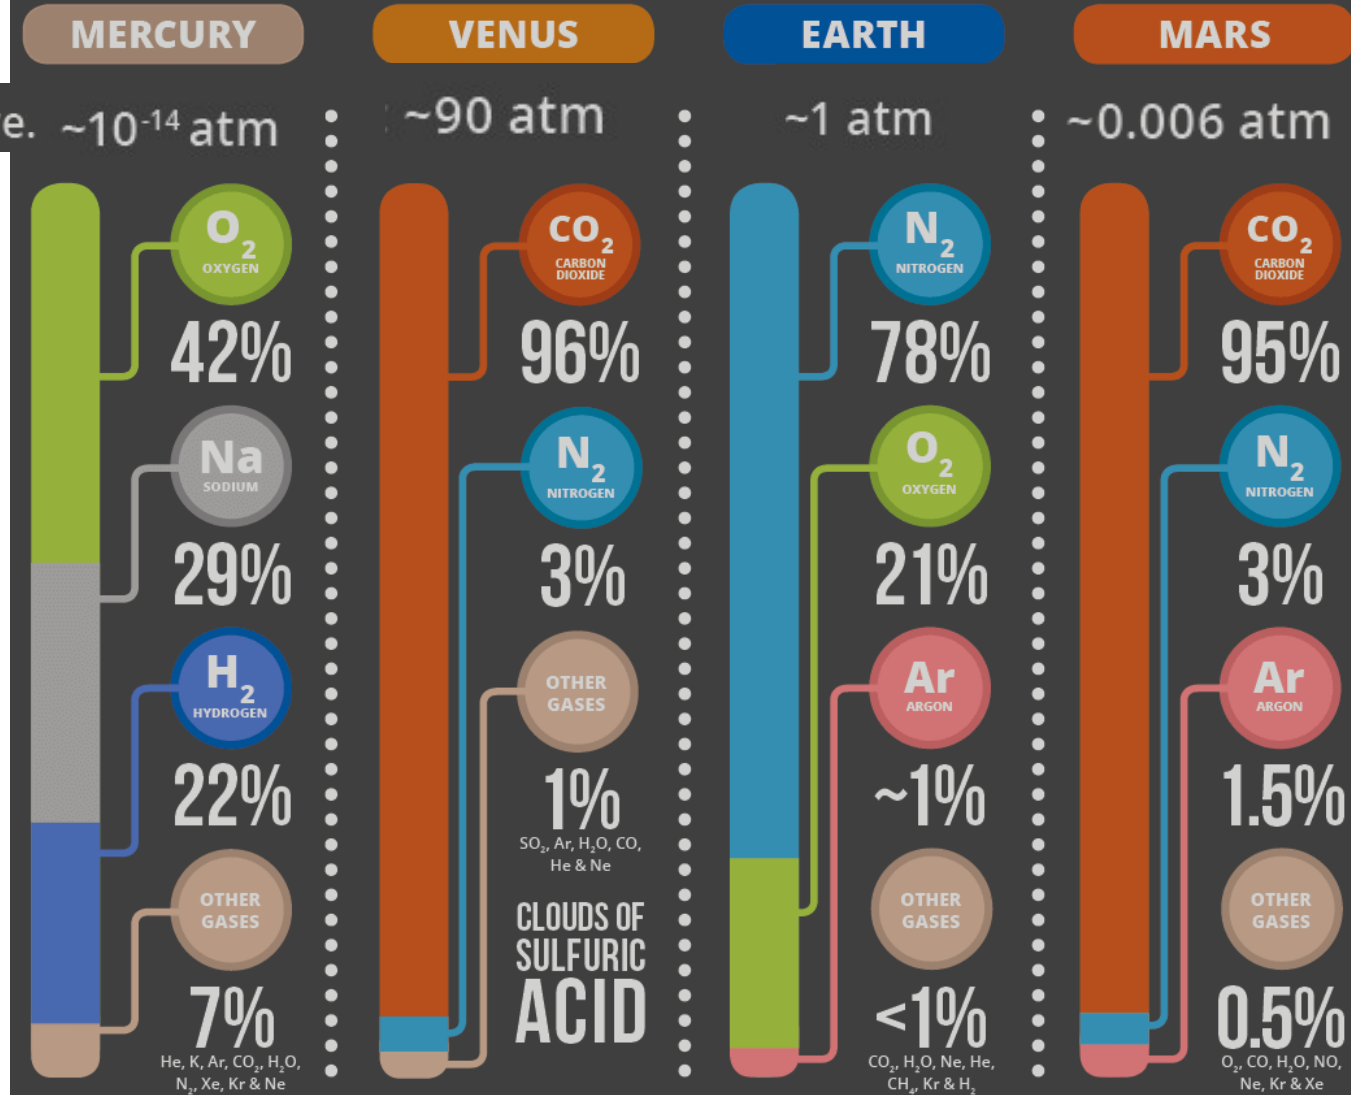 MERCURY
e. ~10⁻¹⁴ atm
O₂
OXYGEN
42%
Na
SODIUM
29%
H₂
HYDROGEN
22%
OTHER
GASES
7%
He, K, Ar, CO₂, H₂O,
N₂, Xe, Kr & Ne
VENUS
~90 atm
CO₂
CARBON
DIOXIDE
96%
N₂
NITROGEN
3%
OTHER
GASES
1%
SO₂, Ar, H₂O, CO,
He & Ne
CLOUDS OF
SULFURIC
ACID
EARTH
~1 atm
N₂
NITROGEN
78%
O₂
OXYGEN
21%
Ar
ARGON
~1%
OTHER
GASES
<1%
CO₂, H₂O, Ne, He,
CH₄, Kr & H₂
MARS
~0.006 atm
CO₂
CARBON
DIOXIDE
95%
N₂
NITROGEN
3%
Ar
ARGON
1.5%
OTHER
GASES
0.5%
O₂, CO, H₂O, NO,
Ne, Kr & Xe